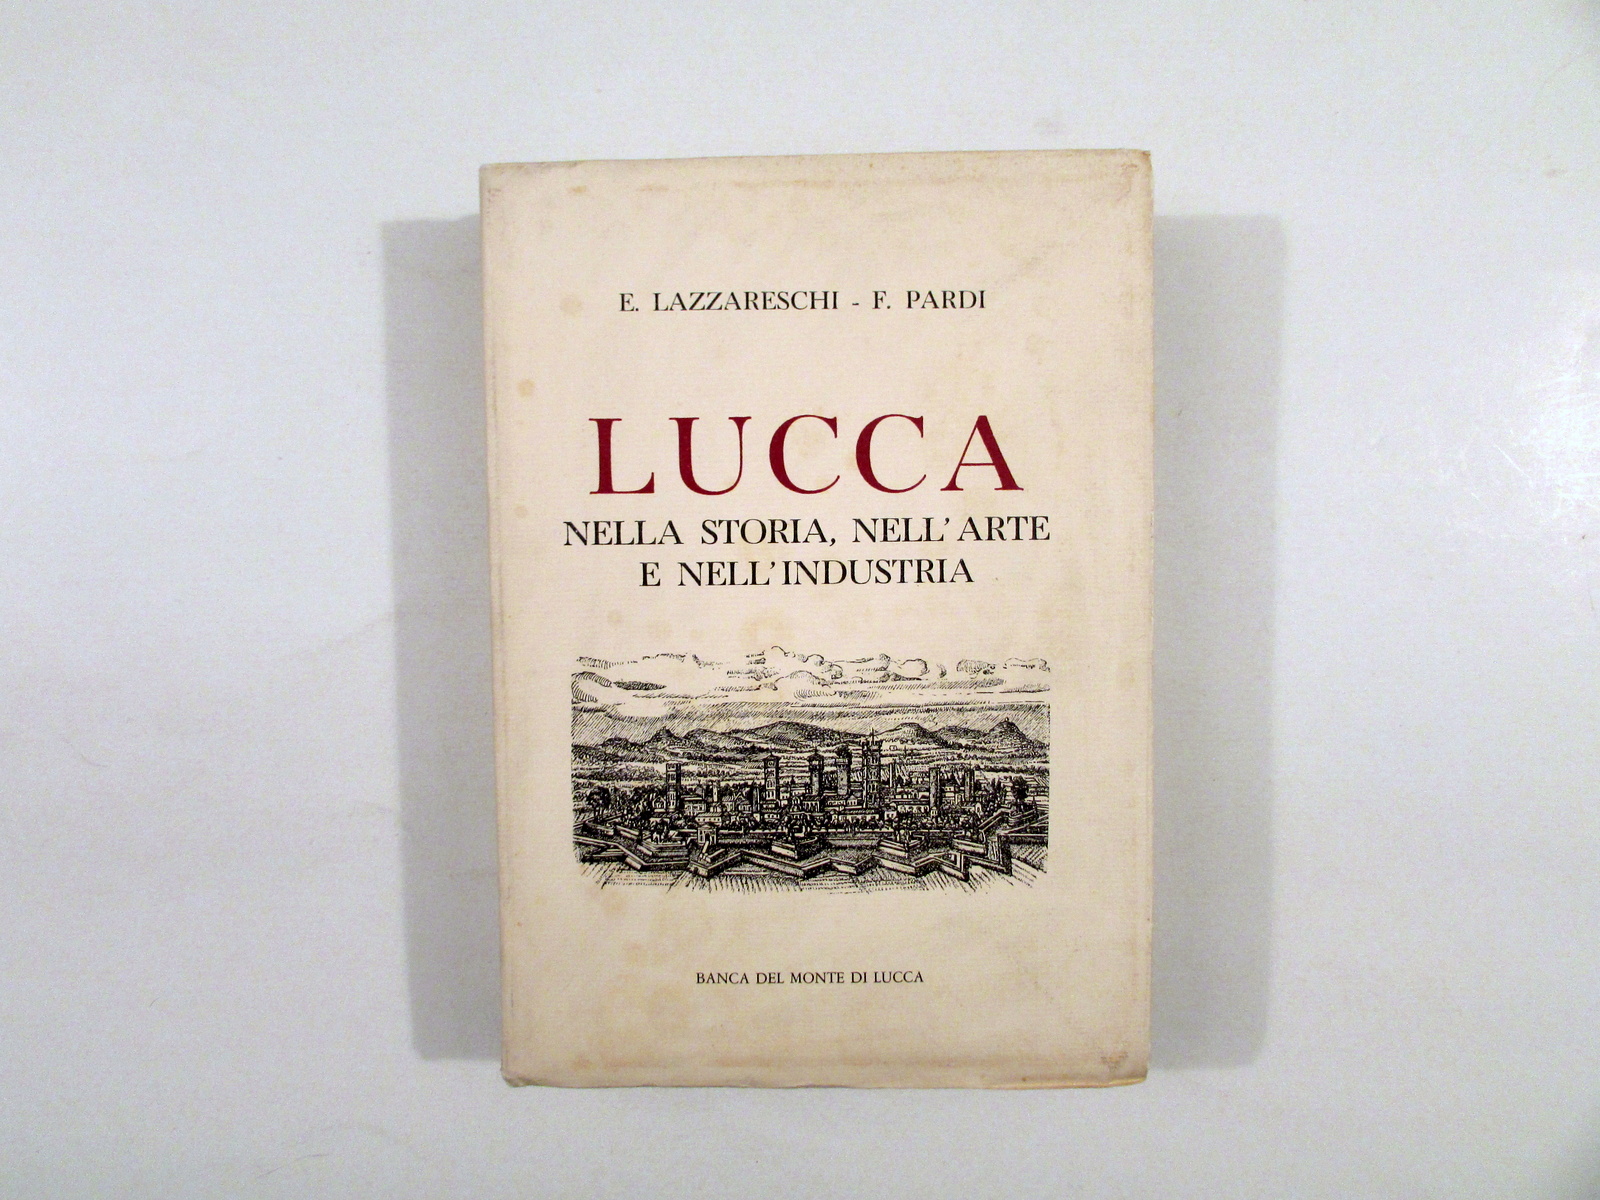 E. LAZZARESCHI - F. PARDI
LUCCA
NELLA STORIA, NELL'ARTE
E NELL'INDUSTRIA
BANCA DEL MONTE DI LUCCA